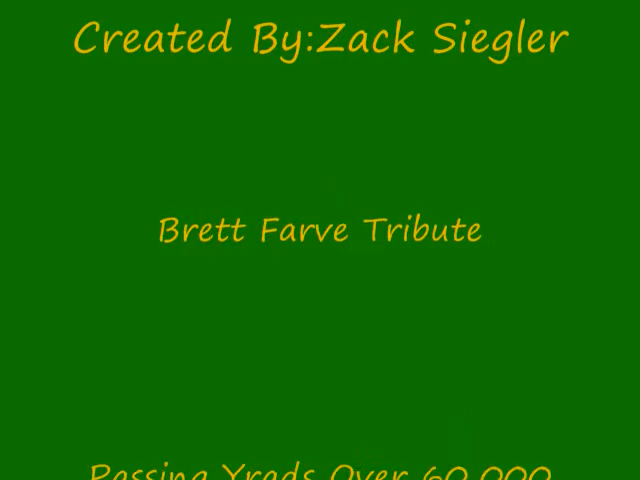 Created By:Zack Siegler
Brett Farve Tribute
Passing Yrads Over 60,000